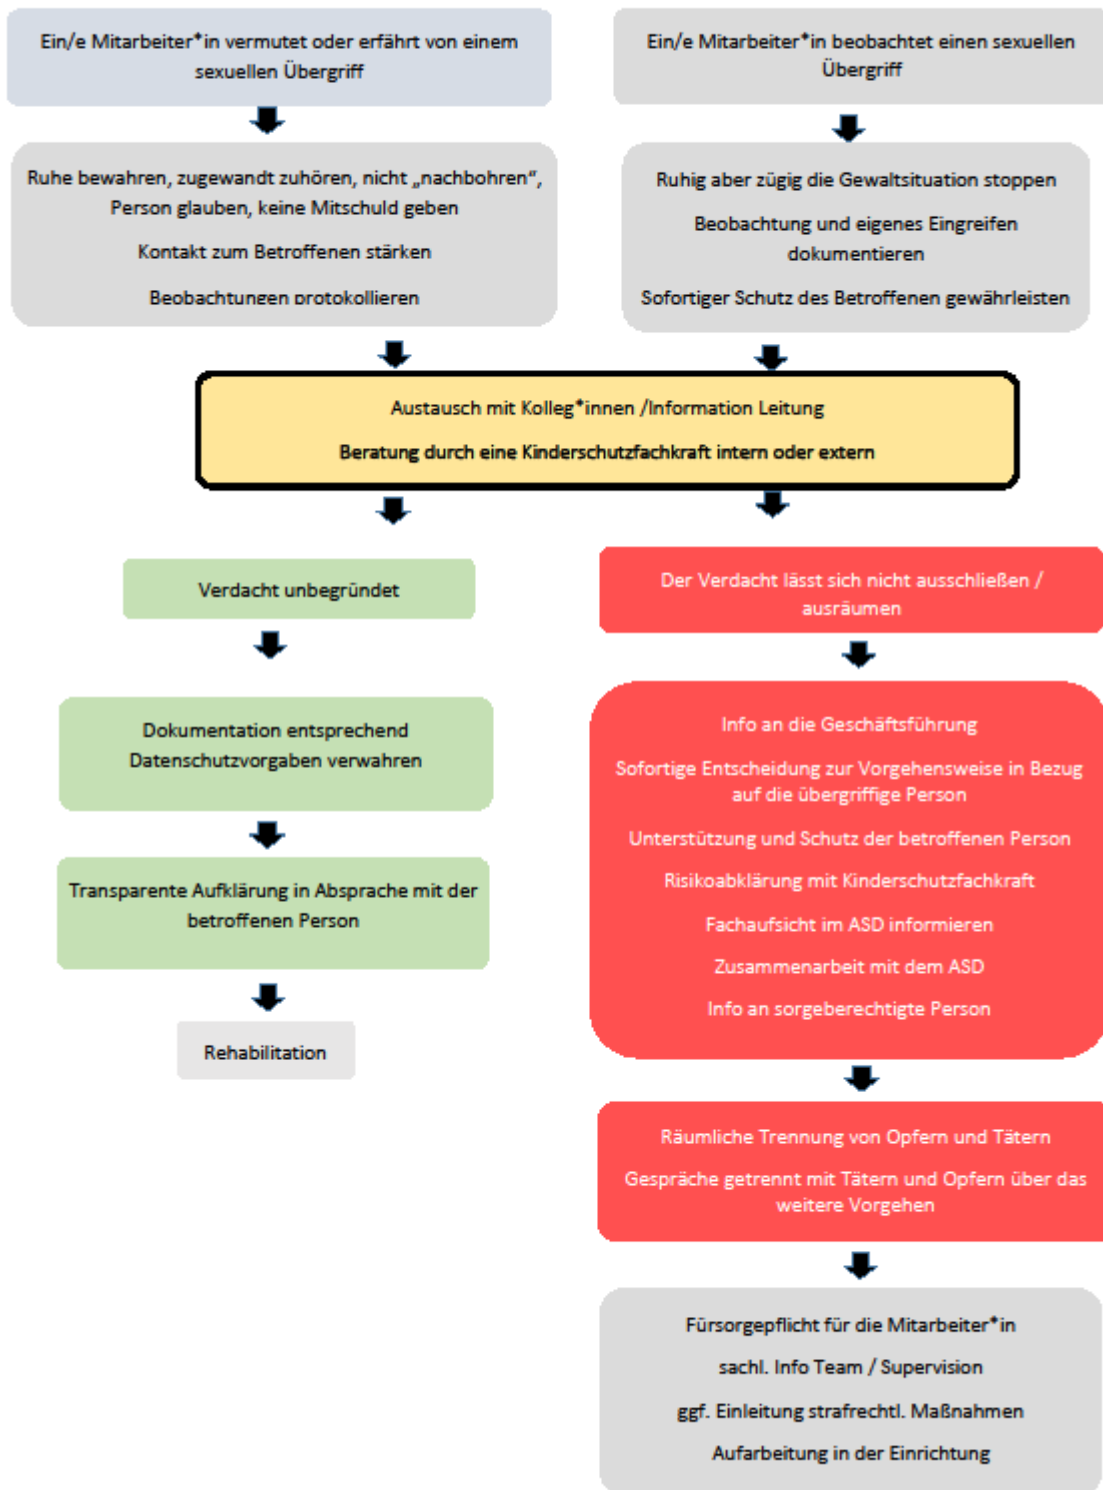 Ein/e Mitarbeiter*in vermutet oder erfährt von einem
sexuellen Übergriff
Ein/e Mitarbeiter*in beobachtet einen sexuellen
Übergriff
Ruhe bewahren, zugewandt zuhören, nicht „nachbohren“,
Person glauben, keine Mitschuld geben
Kontakt zum Betroffenen stärken
Beobachtungen protokollieren
Ruhig aber zügig die Gewaltsituation stoppen
Beobachtung und eigenes Eingreifen
dokumentieren
Sofortiger Schutz des Betroffenen gewährleisten
Austausch mit Kolleg*innen /Information Leitung
Beratung durch eine Kinderschutzfachkraft intern oder extern
Verdacht unbegründet
Dokumentation entsprechend
Datenschutzvorgaben verwahren
Transparente Aufklärung in Absprache mit der
betroffenen Person
Rehabilitation
Der Verdacht lässt sich nicht ausschließen /
ausräumen
Info an die Geschäftsführung
Sofortige Entscheidung zur Vorgehensweise in Bezug
auf die übergriffige Person
Unterstützung und Schutz der betroffenen Person
Risikoabklärung mit Kinderschutzfachkraft
Fachaufsicht im ASD informieren
Zusammenarbeit mit dem ASD
Info an sorgeberechtigte Person
Räumliche Trennung von Opfern und Tätern
Gespräche getrennt mit Tätern und Opfern über das
weitere Vorgehen
Fürsorgepflicht für die Mitarbeiter*in
sachl. Info Team / Supervision
ggf. Einleitung strafrechtl. Maßnahmen
Aufarbeitung in der Einrichtung